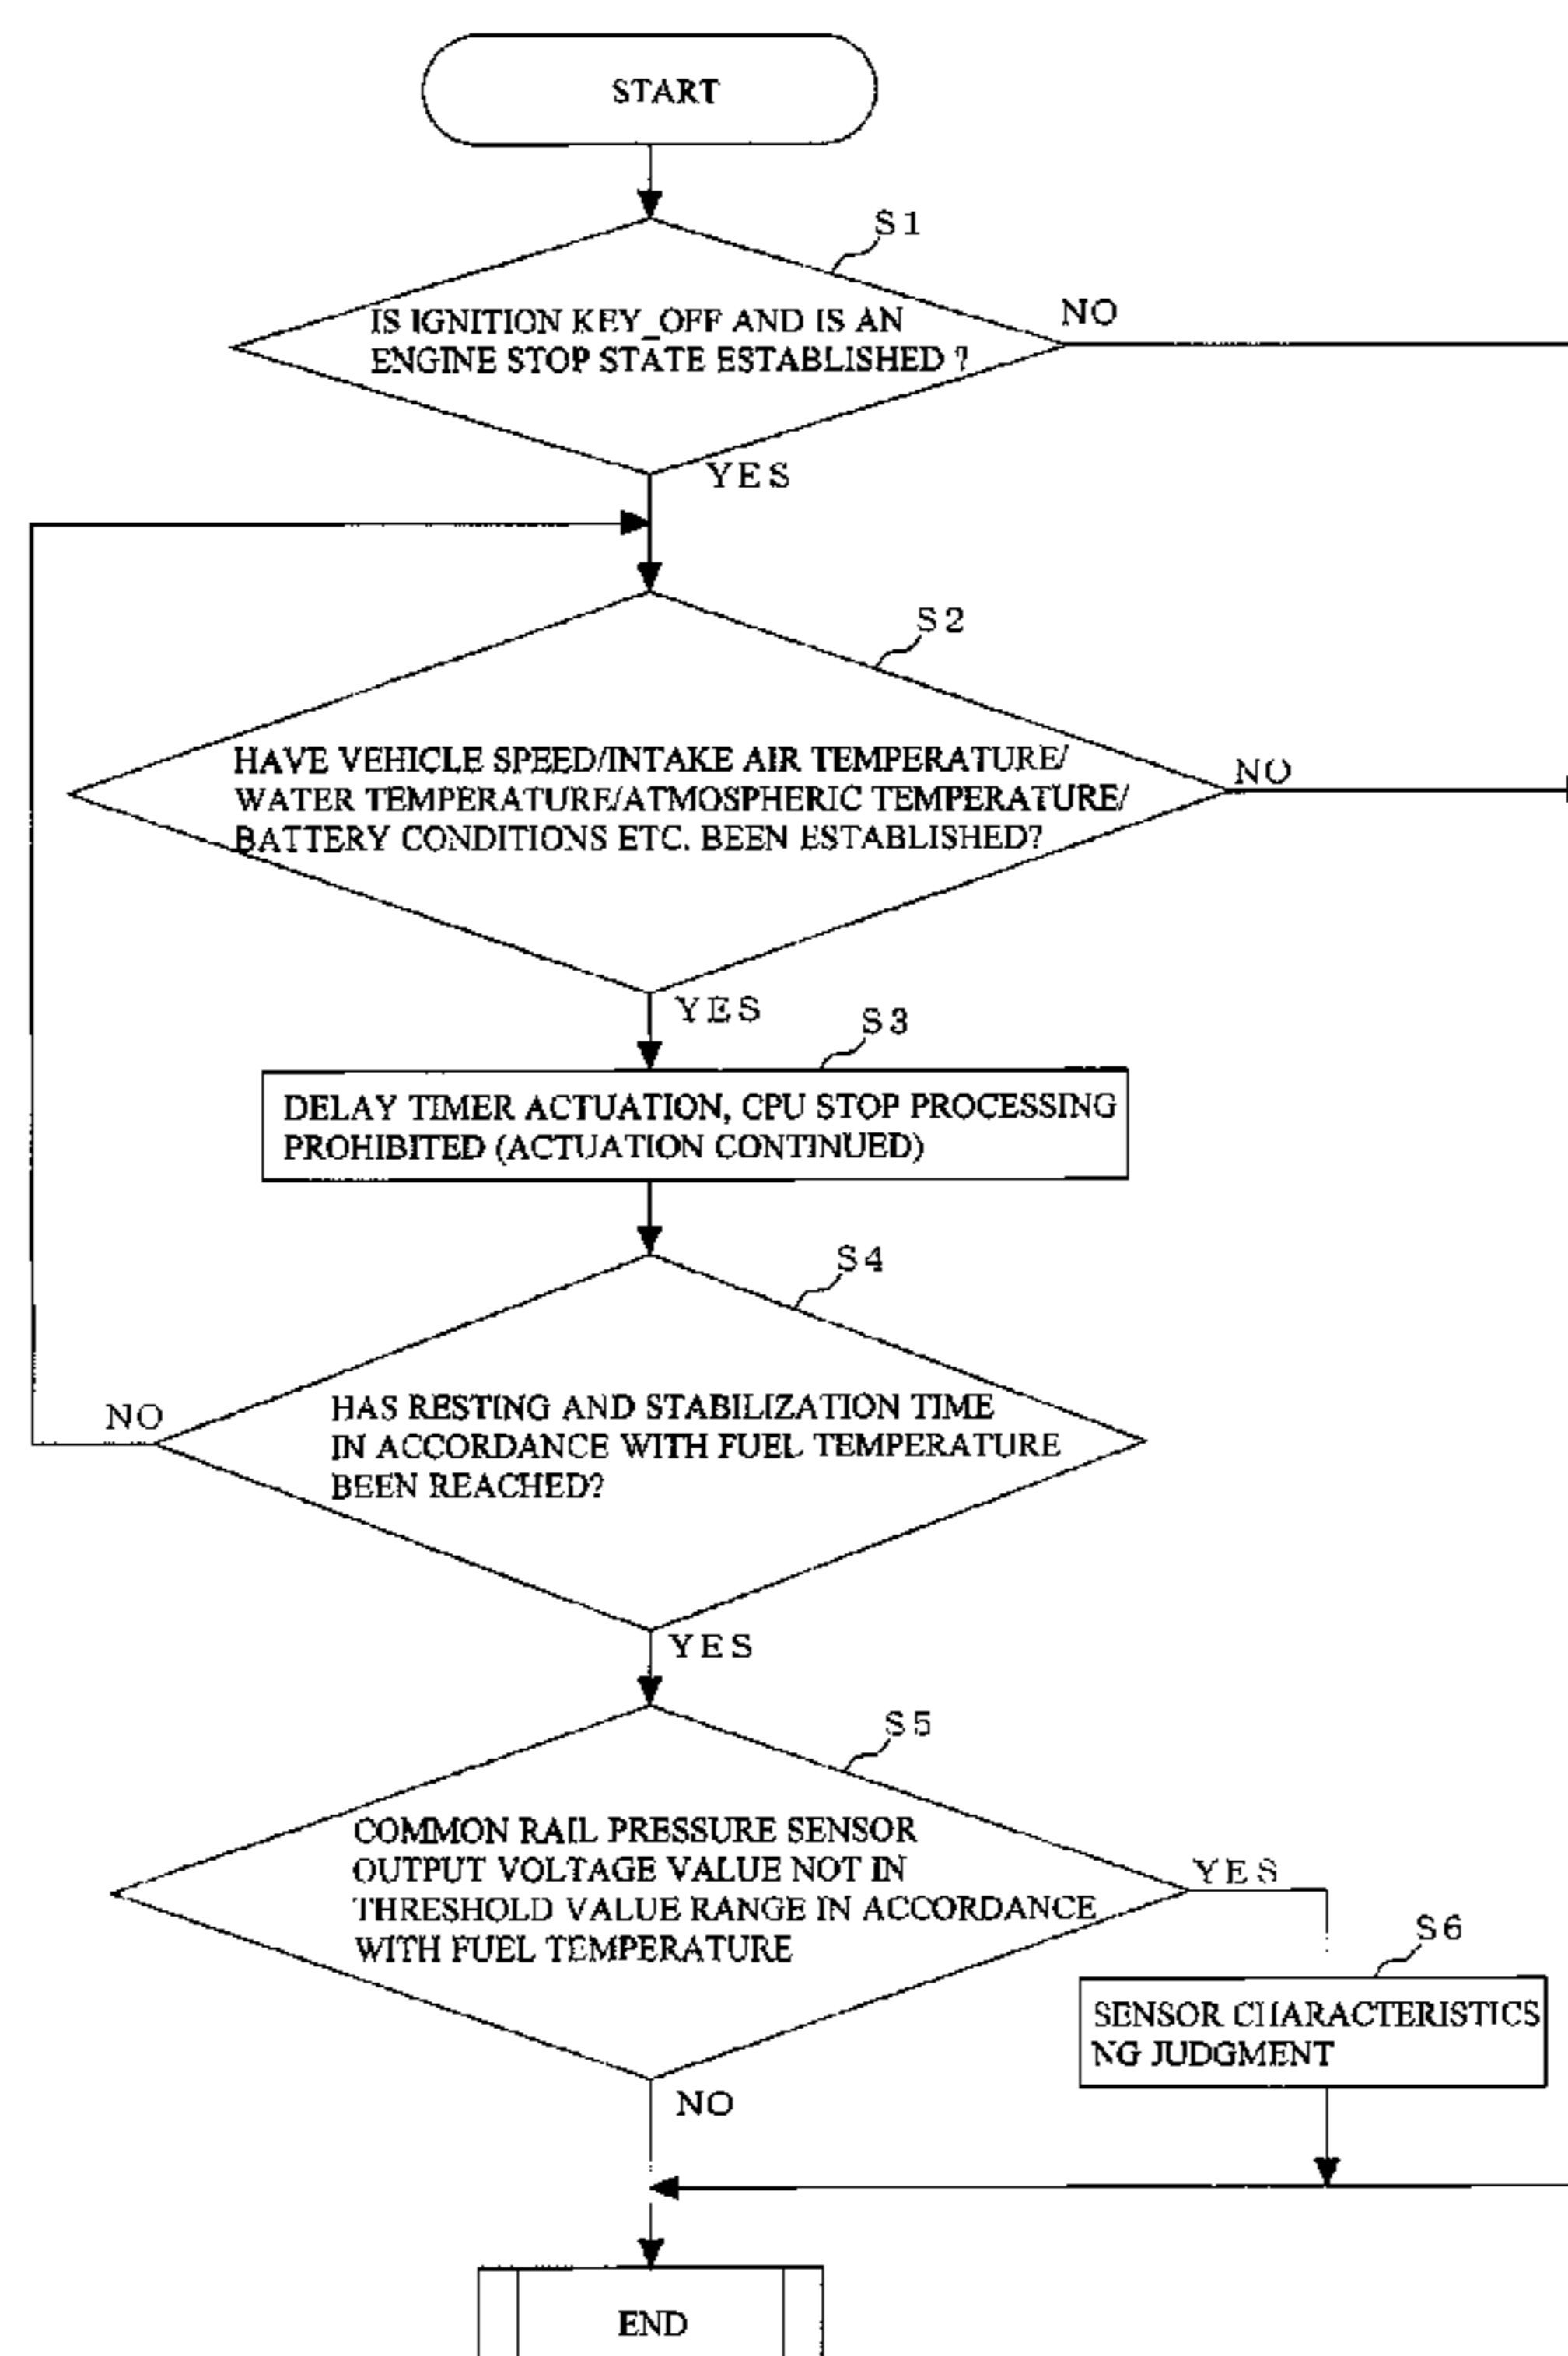 START
S1
IS IGNITION KEY_OFF AND IS AN
ENGINE STOP STATE ESTABLISHED ?
NO
YES
S2
HAVE VEHICLE SPEED/INTAKE AIR TEMPERATURE/
WATER TEMPERATURE/ATMOSPHERIC TEMPERATURE/
BATTERY CONDITIONS ETC. BEEN ESTABLISHED?
NO
YES
S3
DELAY TIMER ACTUATION, CPU STOP PROCESSING
PROHIBITED (ACTUATION CONTINUED)
S4
HAS RESTING AND STABILIZATION TIME
IN ACCORDANCE WITH FUEL TEMPERATURE
BEEN REACHED?
NO
YES
S5
COMMON RAIL PRESSURE SENSOR
OUTPUT VOLTAGE VALUE NOT IN
THRESHOLD VALUE RANGE IN ACCORDANCE
WITH FUEL TEMPERATURE
YES
S6
SENSOR CHARACTERISTICS
NG JUDGMENT
NO
END